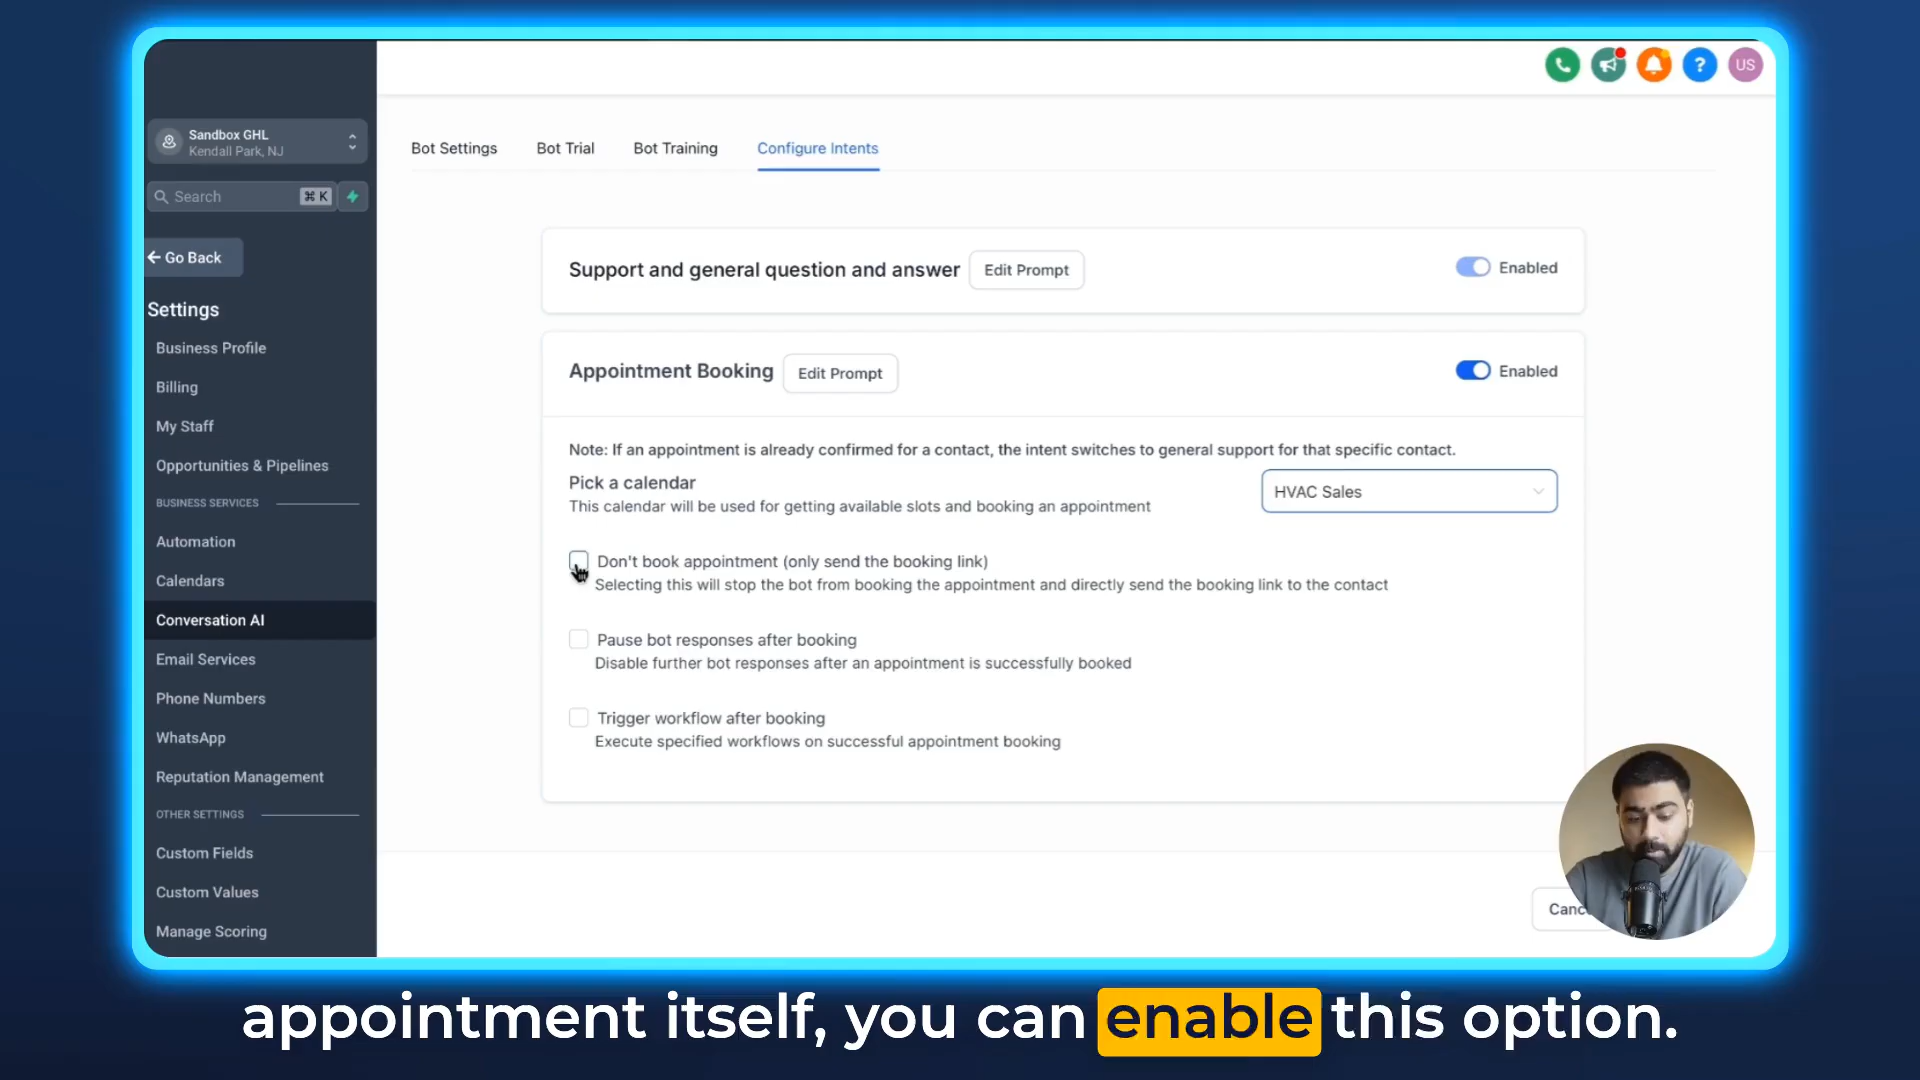 US
Sandbox GHL
Kendall Park, NJ
Search
⌘ K
Go Back
Settings
Business Profile
Billing
My Staff
Opportunities & Pipelines
BUSINESS SERVICES
Automation
Calendars
Conversation AI
Email Services
Phone Numbers
WhatsApp
Reputation Management
OTHER SETTINGS
Custom Fields
Custom Values
Manage Scoring
Bot Settings
Bot Trial
Bot Training
Configure Intents
Support and general question and answer
Edit Prompt
Enabled
Appointment Booking
Edit Prompt
Enabled
Note: If an appointment is already confirmed for a contact, the intent switches to general support for that specific contact.
Pick a calendar
This calendar will be used for getting available slots and booking an appointment
HVAC Sales
Don't book appointment (only send the booking link)
Selecting this will stop the bot from booking the appointment and directly send the booking link to the contact
Pause bot responses after booking
Disable further bot responses after an appointment is successfully booked
Trigger workflow after booking
Execute specified workflows on successful appointment booking
appointment itself, you can enable this option.